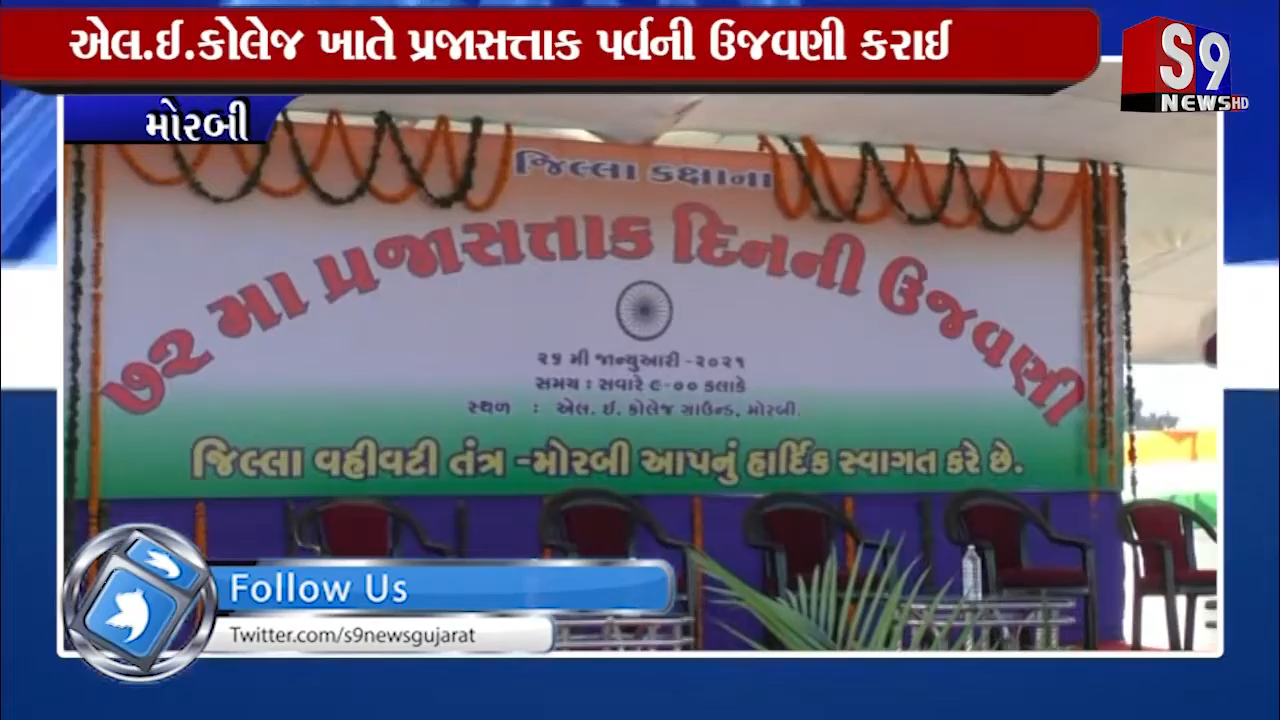 એલ.ઈ.કોલેજ ખાતે પ્રજાસત્તાક પર્વની ઉજવણી કરાઈ
S9
NEWS HD
મોરબી
જિલ્લા કક્ષાના
૭૨ મા પ્રજાસત્તાક દિનની ઉજવણી
૨૬ મી જાન્યુઆરી -૨૦૨૧
સમય : સવારે ૯-૦૦ કલાકે
સ્થળ : એલ. ઈ. કોલેજ ગ્રાઉન્ડ, મોરબી.
જિલ્લા વહીવટી તંત્ર -મોરબી આપનું હાર્દિક સ્વાગત કરે છે.
Follow Us
Twitter.com/s9newsgujarat